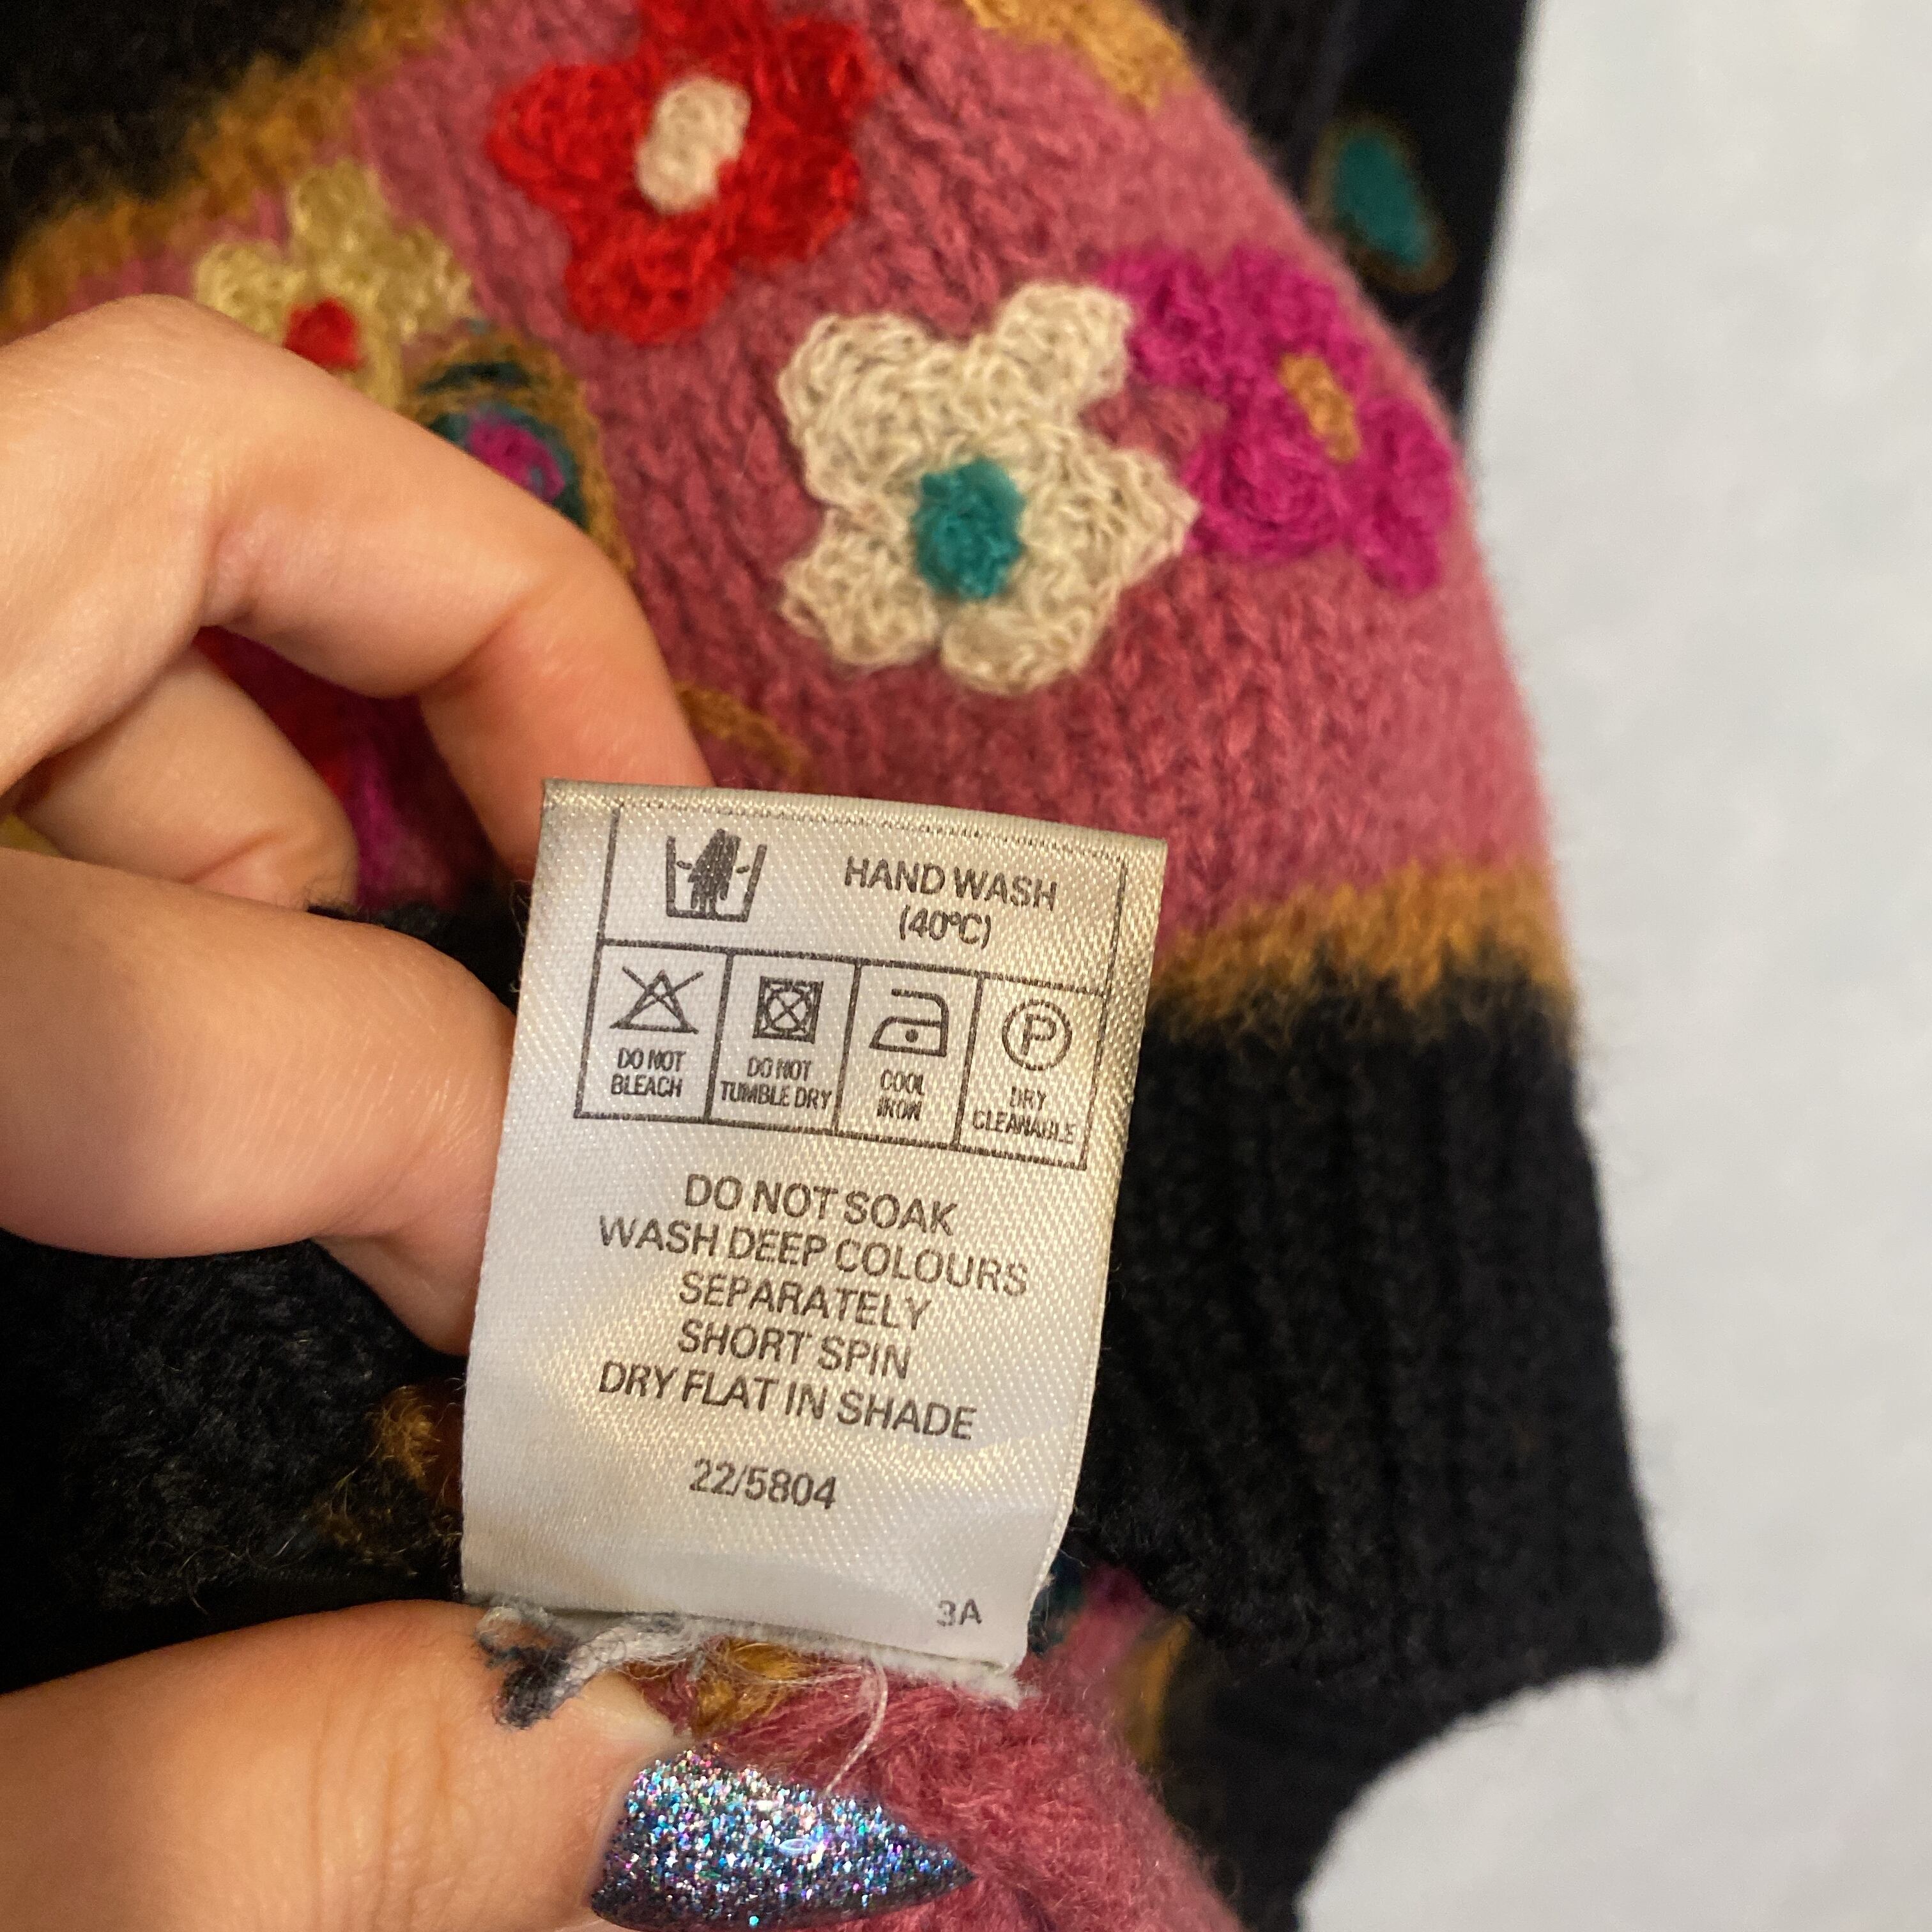 HAND WASH
(40ºC)
DO NOT
BLEACH
DO NOT
TUMBLE DRY
COOL
IRON
P
DRY
CLEANABLE
DO NOT SOAK
WASH DEEP COLOURS
SEPARATELY
SHORT SPIN
DRY FLAT IN SHADE
22/5804
3A